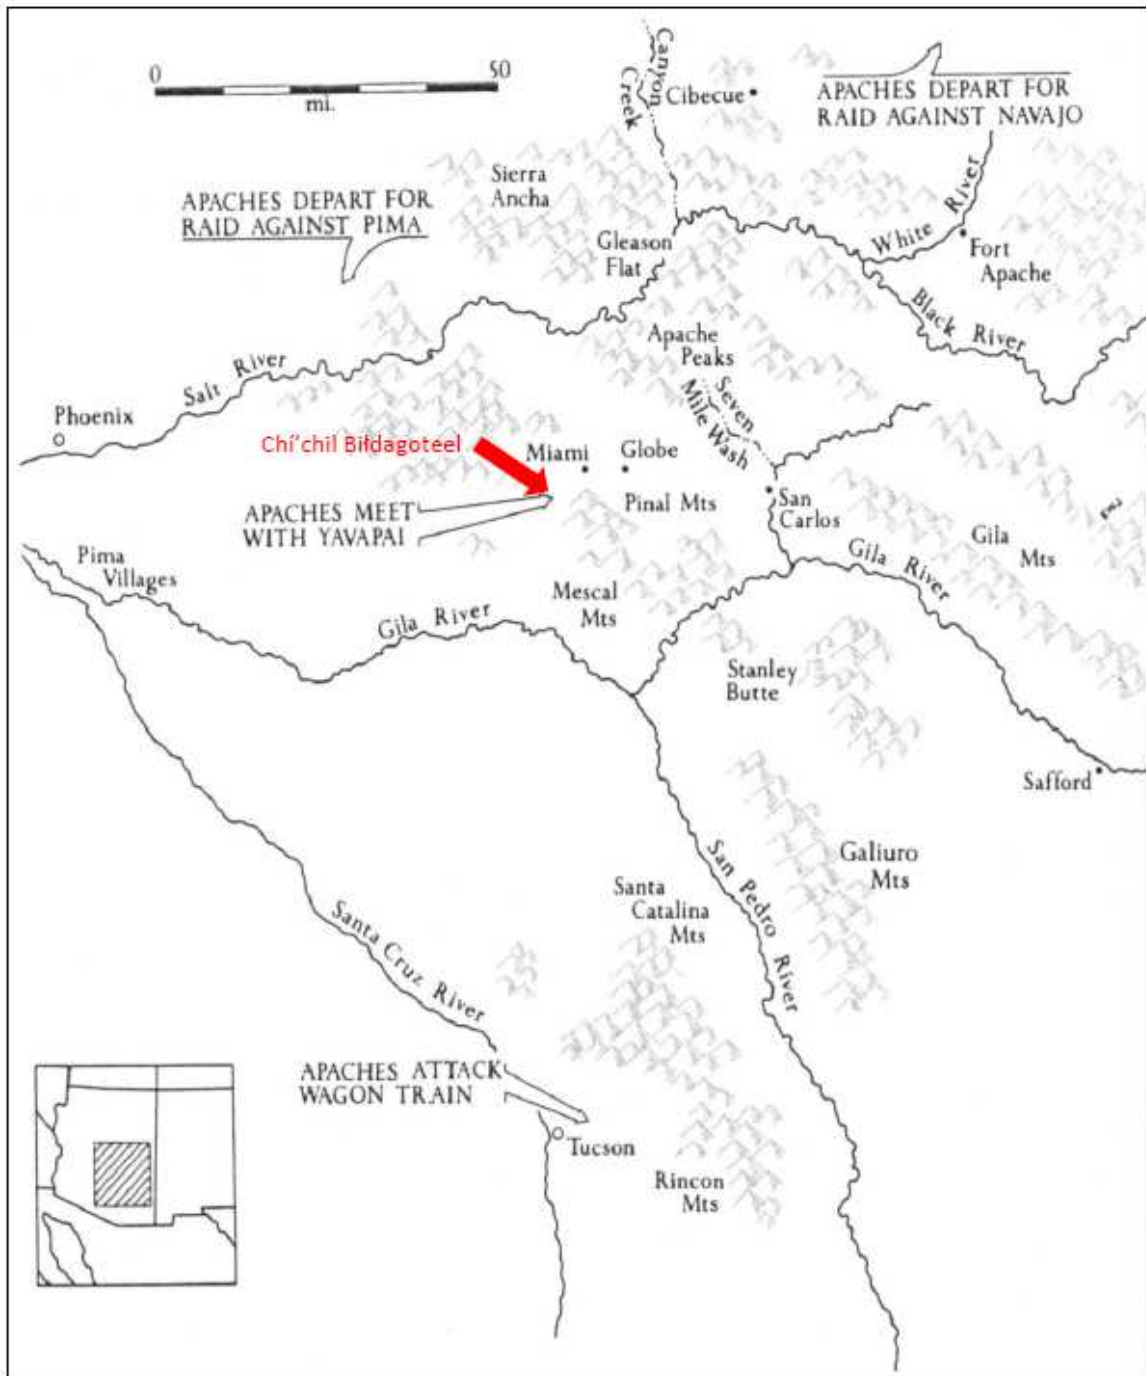 0 50
mi.
Canyon
Creek
Cibecue
APACHES DEPART FOR
RAID AGAINST NAVAJO
Sierra
Ancha
APACHES DEPART FOR
RAID AGAINST PIMA
Gleason
Flat
White River
Fort
Apache
Black River
Apache
Peaks
Salt River
Seven
Mile Wash
Phoenix
Chí’chil Biłdagoteel
Miami Globe
Pinal Mts
San
Carlos
APACHES MEET
WITH YAVAPAI
Gila
Mts
Gila River
Pima
Villages
Mescal
Mts
Gila River
Stanley
Butte
Safford
San Pedro River
Galiuro
Mts
Santa
Catalina
Mts
Santa Cruz River
APACHES ATTACK
WAGON TRAIN
Tucson
Rincon
Mts